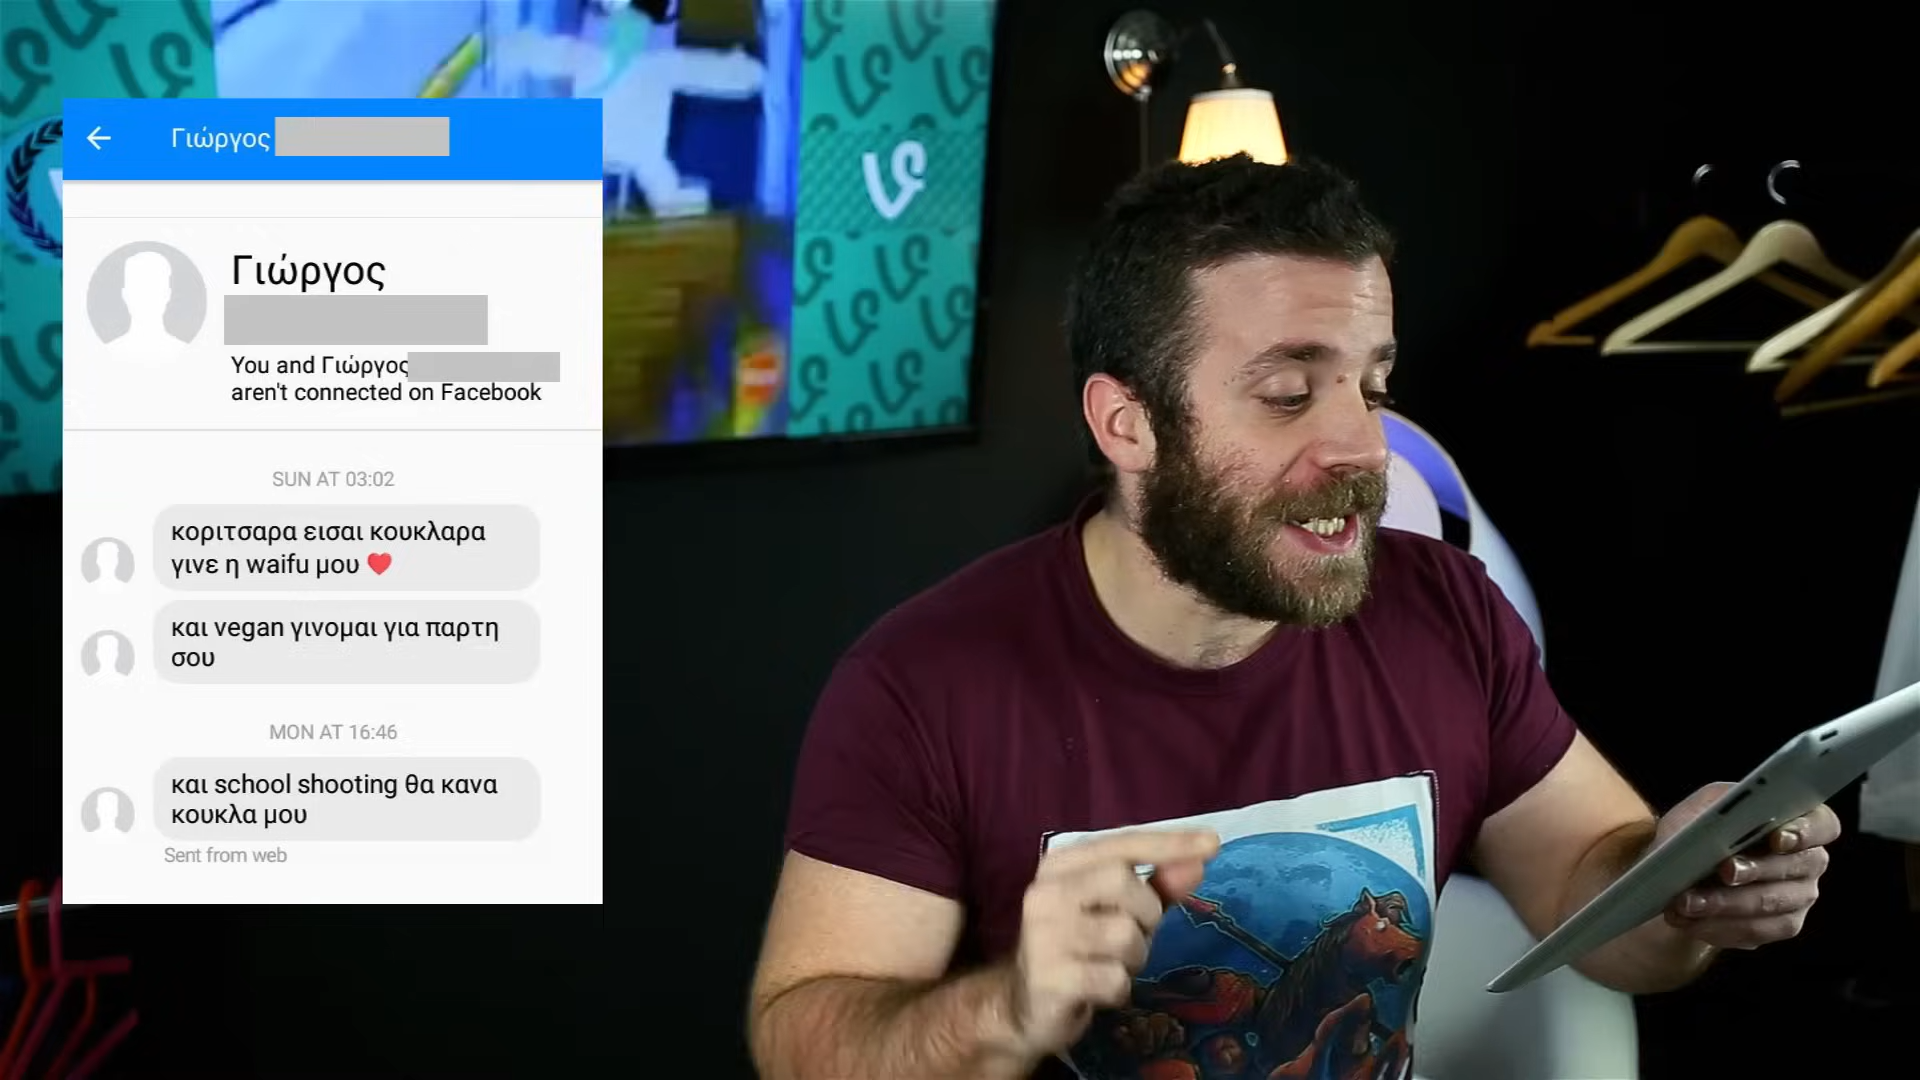 Γιώργος
Γιώργος
You and Γιώργος
aren't connected on Facebook
SUN AT 03:02
κοριτσαρα εισαι κουκλαρα
γινε η waifu μου ❤
και vegan γινομαι για παρτη
σου
MON AT 16:46
και school shooting θα κανα
κουκλα μου
Sent from web